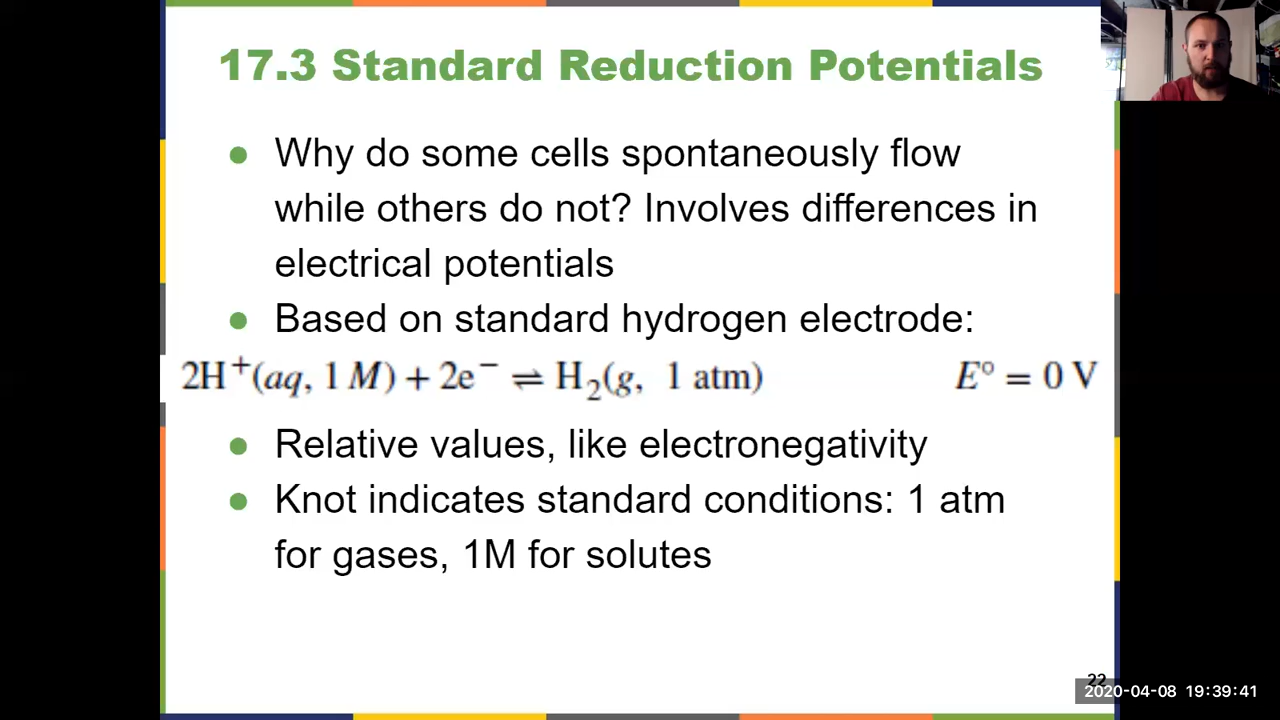 17.3 Standard Reduction Potentials
● Why do some cells spontaneously flow
while others do not? Involves differences in
electrical potentials
● Based on standard hydrogen electrode:
2H⁺(aq, 1 M) + 2e⁻ ⇌ H₂(g, 1 atm) E° = 0 V
● Relative values, like electronegativity
● Knot indicates standard conditions: 1 atm
for gases, 1M for solutes
22
2020-04-08 19:39:41